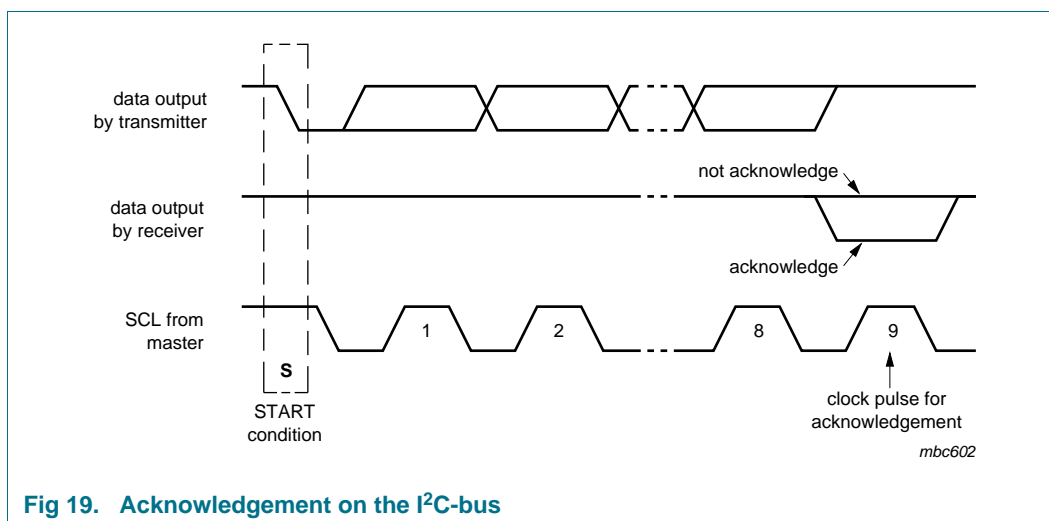 data output
by transmitter
not acknowledge
data output
by receiver
acknowledge
SCL from
master
1
2
8
9
S
START
condition
clock pulse for
acknowledgement
mbc602
Fig 19. Acknowledgement on the I²C-bus